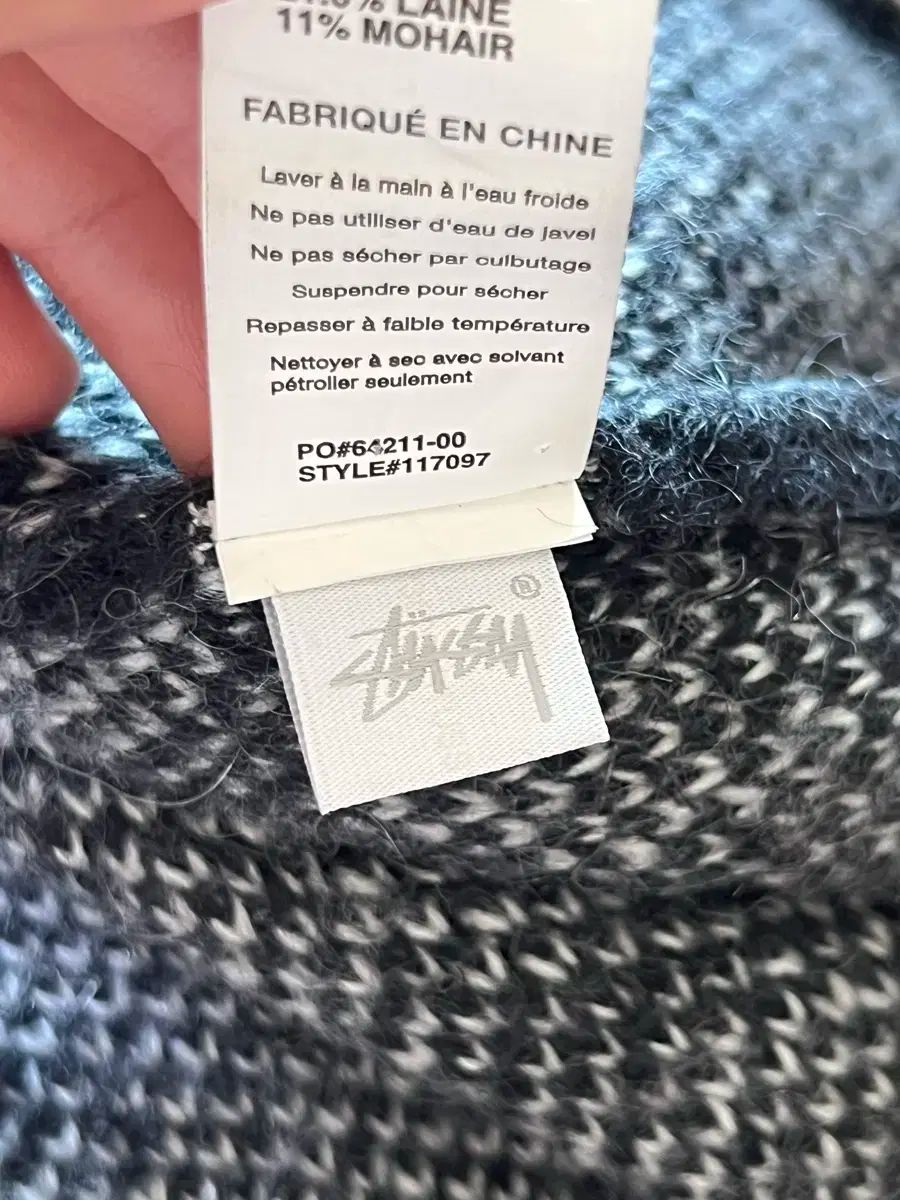 % LAINE
11% MOHAIR
FABRIQUÉ EN CHINE
Laver à la main à l'eau froide
Ne pas utiliser d'eau de javel
Ne pas sécher par culbutage
Suspendre pour sécher
Repasser à faible température
Nettoyer à sec avec solvant
pétrolier seulement
PO#64211-00
STYLE#117097
STÜSSY ®